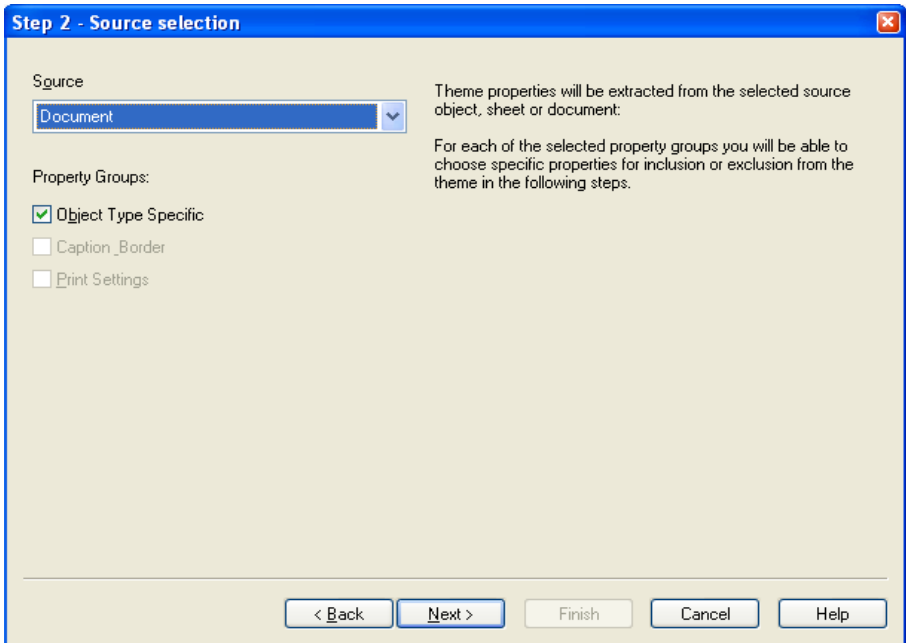 Step 2 - Source selection
Source
Document
Property Groups:
Object Type Specific
Caption_Border
Print Settings
Theme properties will be extracted from the selected source
object, sheet or document:
For each of the selected property groups you will be able to
choose specific properties for inclusion or exclusion from the
theme in the following steps.
< Back
Next >
Finish
Cancel
Help